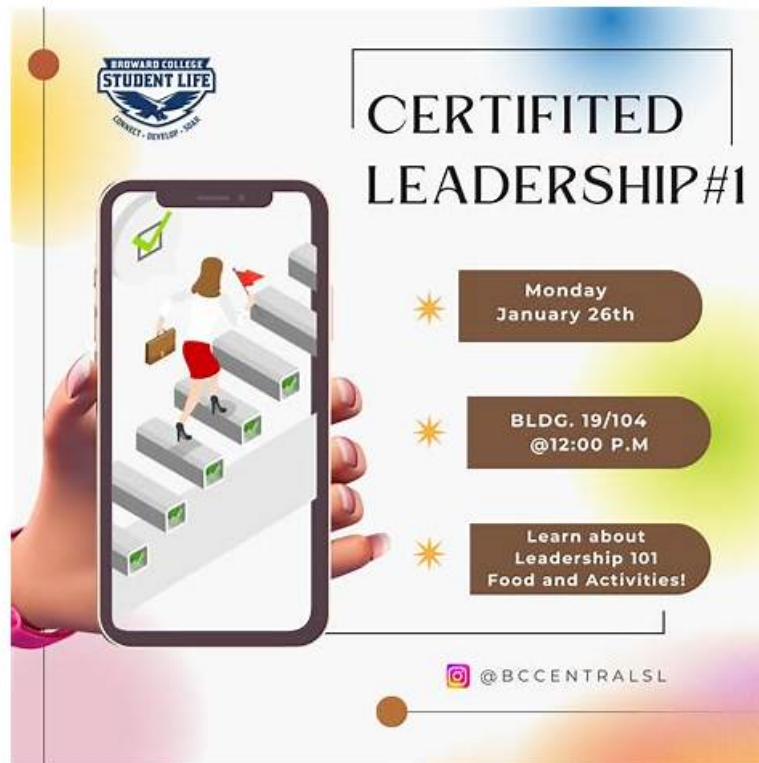 BROWARD COLLEGE
STUDENT LIFE
CONNECT • DEVELOP • SOAR
CERTIFITED
LEADERSHIP#1
Monday
January 26th
BLDG. 19/104
@12:00 P.M
Learn about
Leadership 101
Food and Activities!
@BCCENTRALSL